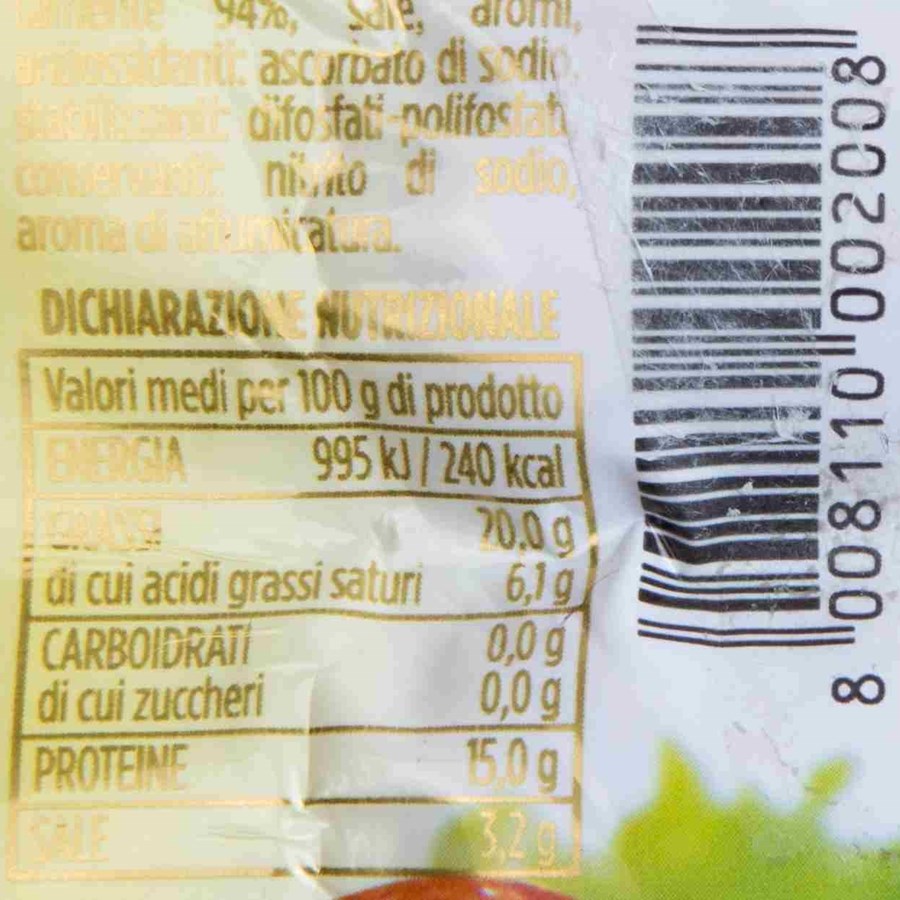 94%, sale, aromi,
antiossidanti: ascorbato di sodio,
stabilizzanti: difosfati-polifosfati,
conservanti: nitrito di sodio,
aroma di affumicatura.
DICHIARAZIONE NUTRIZIONALE
Valori medi per 100 g di prodotto
ENERGIA 995 kJ / 240 kcal
GRASSI 20,0 g
di cui acidi grassi saturi 6,1 g
CARBOIDRATI 0,0 g
di cui zuccheri 0,0 g
PROTEINE 15,0 g
SALE 3,2 g
8 008110 002008